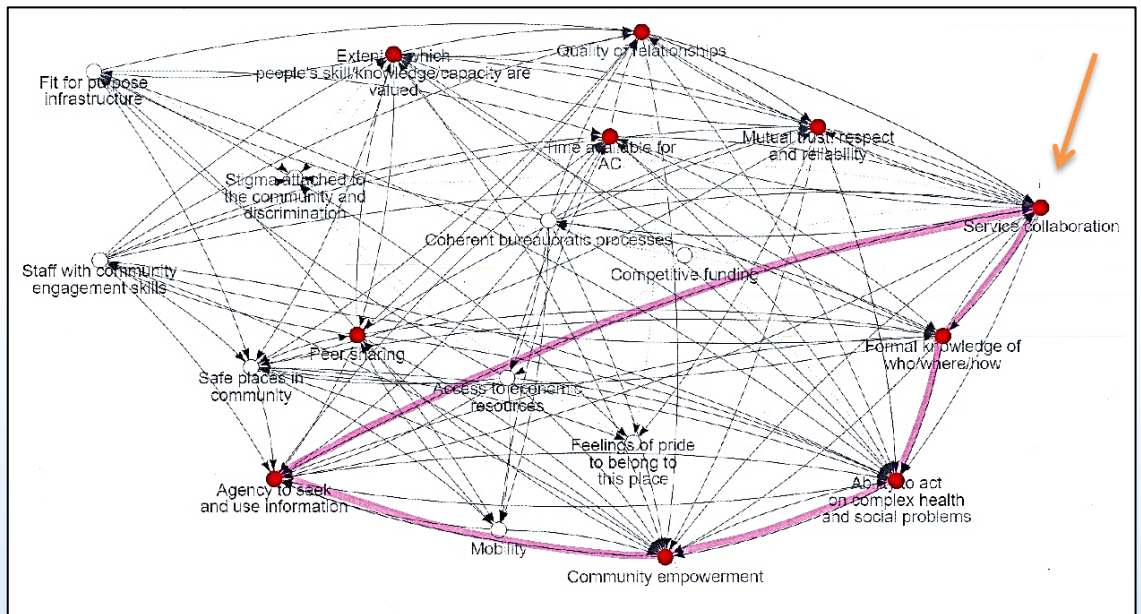 Quality of relationships
Extent which
people's skill/knowledge/capacity are
valued
Fit for purpose
infrastructure
Mutual trust/ respect
and reliability
Time available for
AC
Stigma attached to
the community and
discrimination
Service collaboration
Coherent bureaucratic processes
Competitive funding
Staff with community
engagement skills
Formal knowledge of
who/where/how
Peer sharing
Safe places in
community
Access to economic
resources
Feelings of pride
to belong to
this place
Agency to seek
and use information
Ability to act
on complex health
and social problems
Mobility
Community empowerment